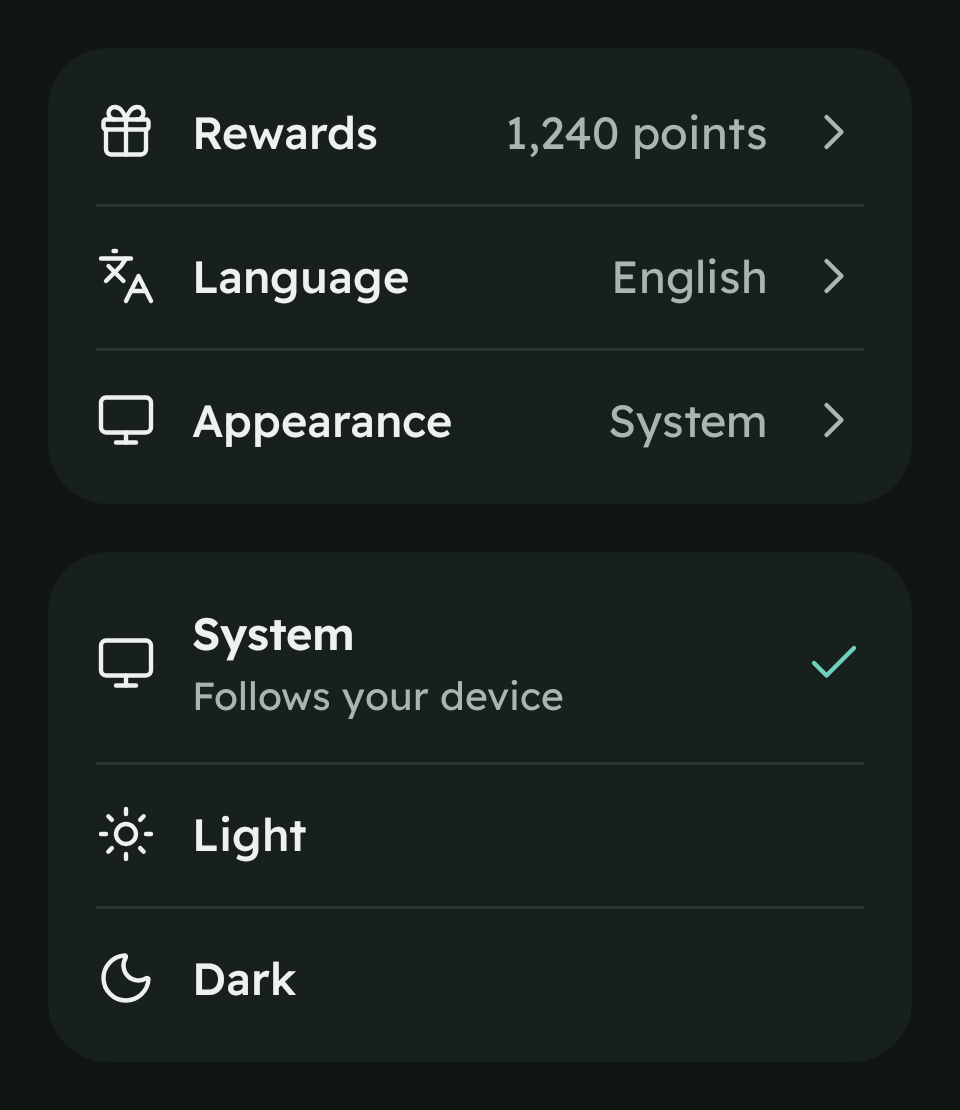 Rewards 1,240 points
Language English
Appearance System
System
Follows your device
Light
Dark